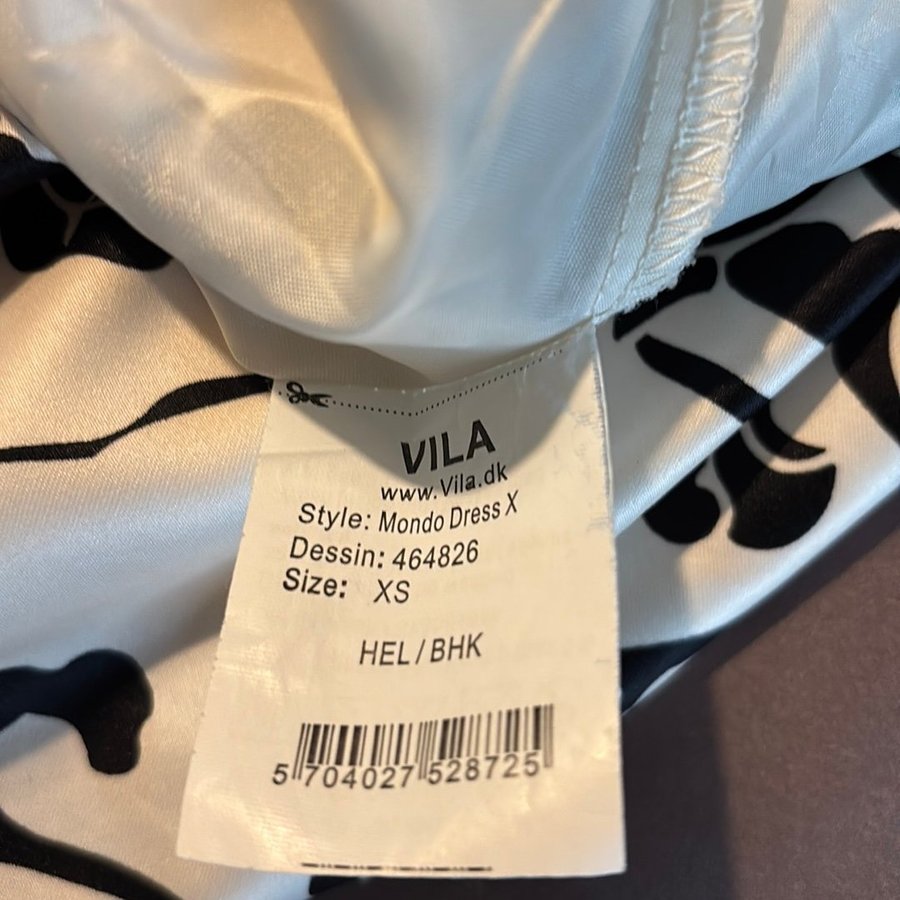 VILA
www.Vila.dk
Style: Mondo Dress X
Dessin: 464826
Size: XS
HEL / BHK
5 704027 528725